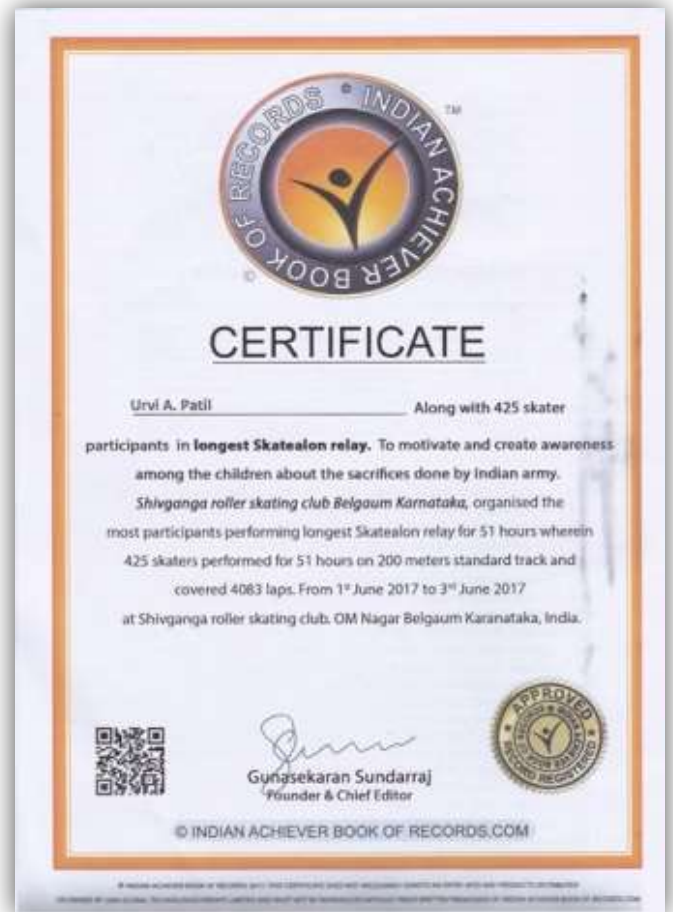 INDIAN ACHIEVER BOOK OF RECORDS
TM
©
CERTIFICATE
Urvi A. Patil Along with 425 skater
participants in longest Skatealon relay. To motivate and create awareness
among the children about the sacrifices done by Indian army.
Shivganga roller skating club Belgaum Karnataka, organised the
most participants performing longest Skatealon relay for 51 hours wherein
425 skaters performed for 51 hours on 200 meters standard track and
covered 4083 laps. From 1st June 2017 to 3rd June 2017
at Shivganga roller skating club. OM Nagar Belgaum Karanataka, India.
APPROVED
RECORD REGISTERED
Gunasekaran Sundarraj
Founder & Chief Editor
© INDIAN ACHIEVER BOOK OF RECORDS.COM